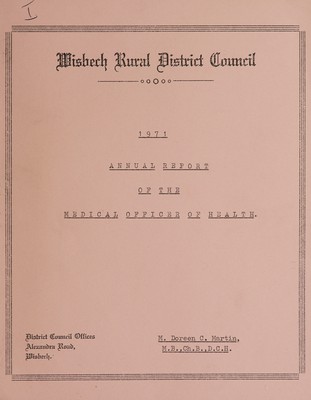 I
Wisbech Rural District Council
1971
ANNUAL REPORT
OF THE
MEDICAL OFFICER OF HEALTH.
District Council Offices
Alexandra Road,
Wisbech.
M. Doreen C. Martin,
M.B.,Ch.B.,D.C.H.